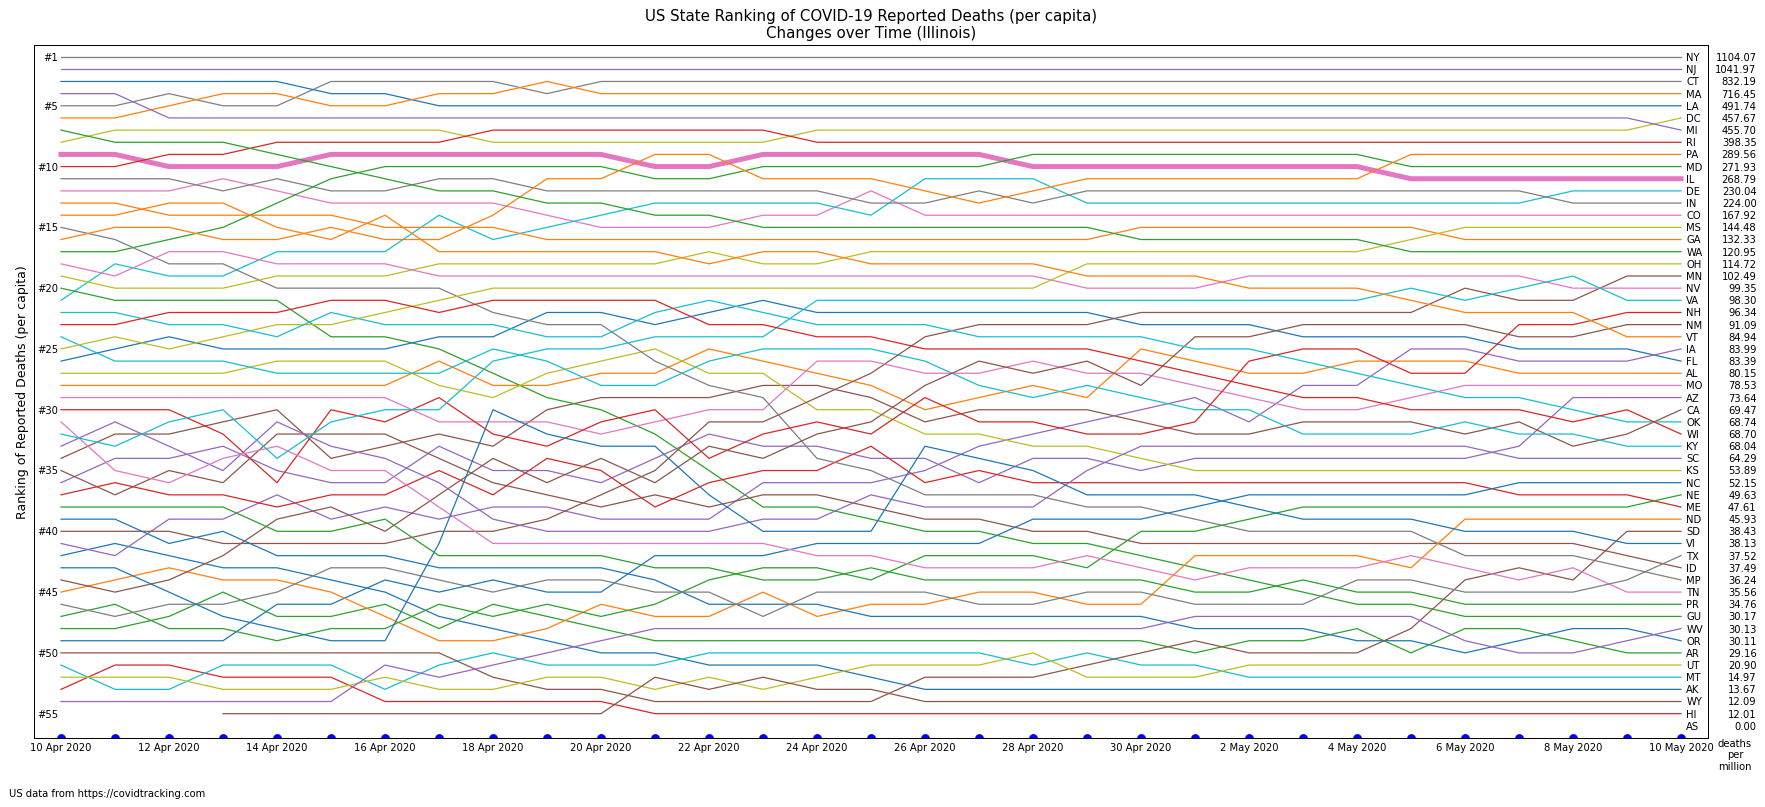 US State Ranking of COVID-19 Reported Deaths (per capita)
Changes over Time (Illinois)
Ranking of Reported Deaths (per capita)
#1
#5
#10
#15
#20
#25
#30
#35
#40
#45
#50
#55
NY 1104.07
NJ 1041.97
CT 832.19
MA 716.45
LA 491.74
DC 457.67
MI 455.70
RI 398.35
PA 289.56
MD 271.93
IL 268.79
DE 230.04
IN 224.00
CO 167.92
MS 144.48
GA 132.33
WA 120.95
OH 114.72
MN 102.49
NV 99.35
VA 98.30
NH 96.34
NM 91.09
VT 84.94
IA 83.99
FL 83.39
AL 80.15
MO 78.53
AZ 73.64
CA 69.47
OK 68.74
WI 68.70
KY 68.04
SC 64.29
KS 53.89
NC 52.15
NE 49.63
ME 47.61
ND 45.93
SD 38.43
VI 38.13
TX 37.52
ID 37.49
MP 36.24
TN 35.56
PR 34.76
GU 30.17
WV 30.13
OR 30.11
AR 29.16
UT 20.90
MT 14.97
AK 13.67
WY 12.09
HI 12.01
AS 0.00
10 Apr 2020 12 Apr 2020 14 Apr 2020 16 Apr 2020 18 Apr 2020 20 Apr 2020 22 Apr 2020 24 Apr 2020 26 Apr 2020 28 Apr 2020 30 Apr 2020 2 May 2020 4 May 2020 6 May 2020 8 May 2020 10 May 2020
deaths
per
million
US data from https://covidtracking.com